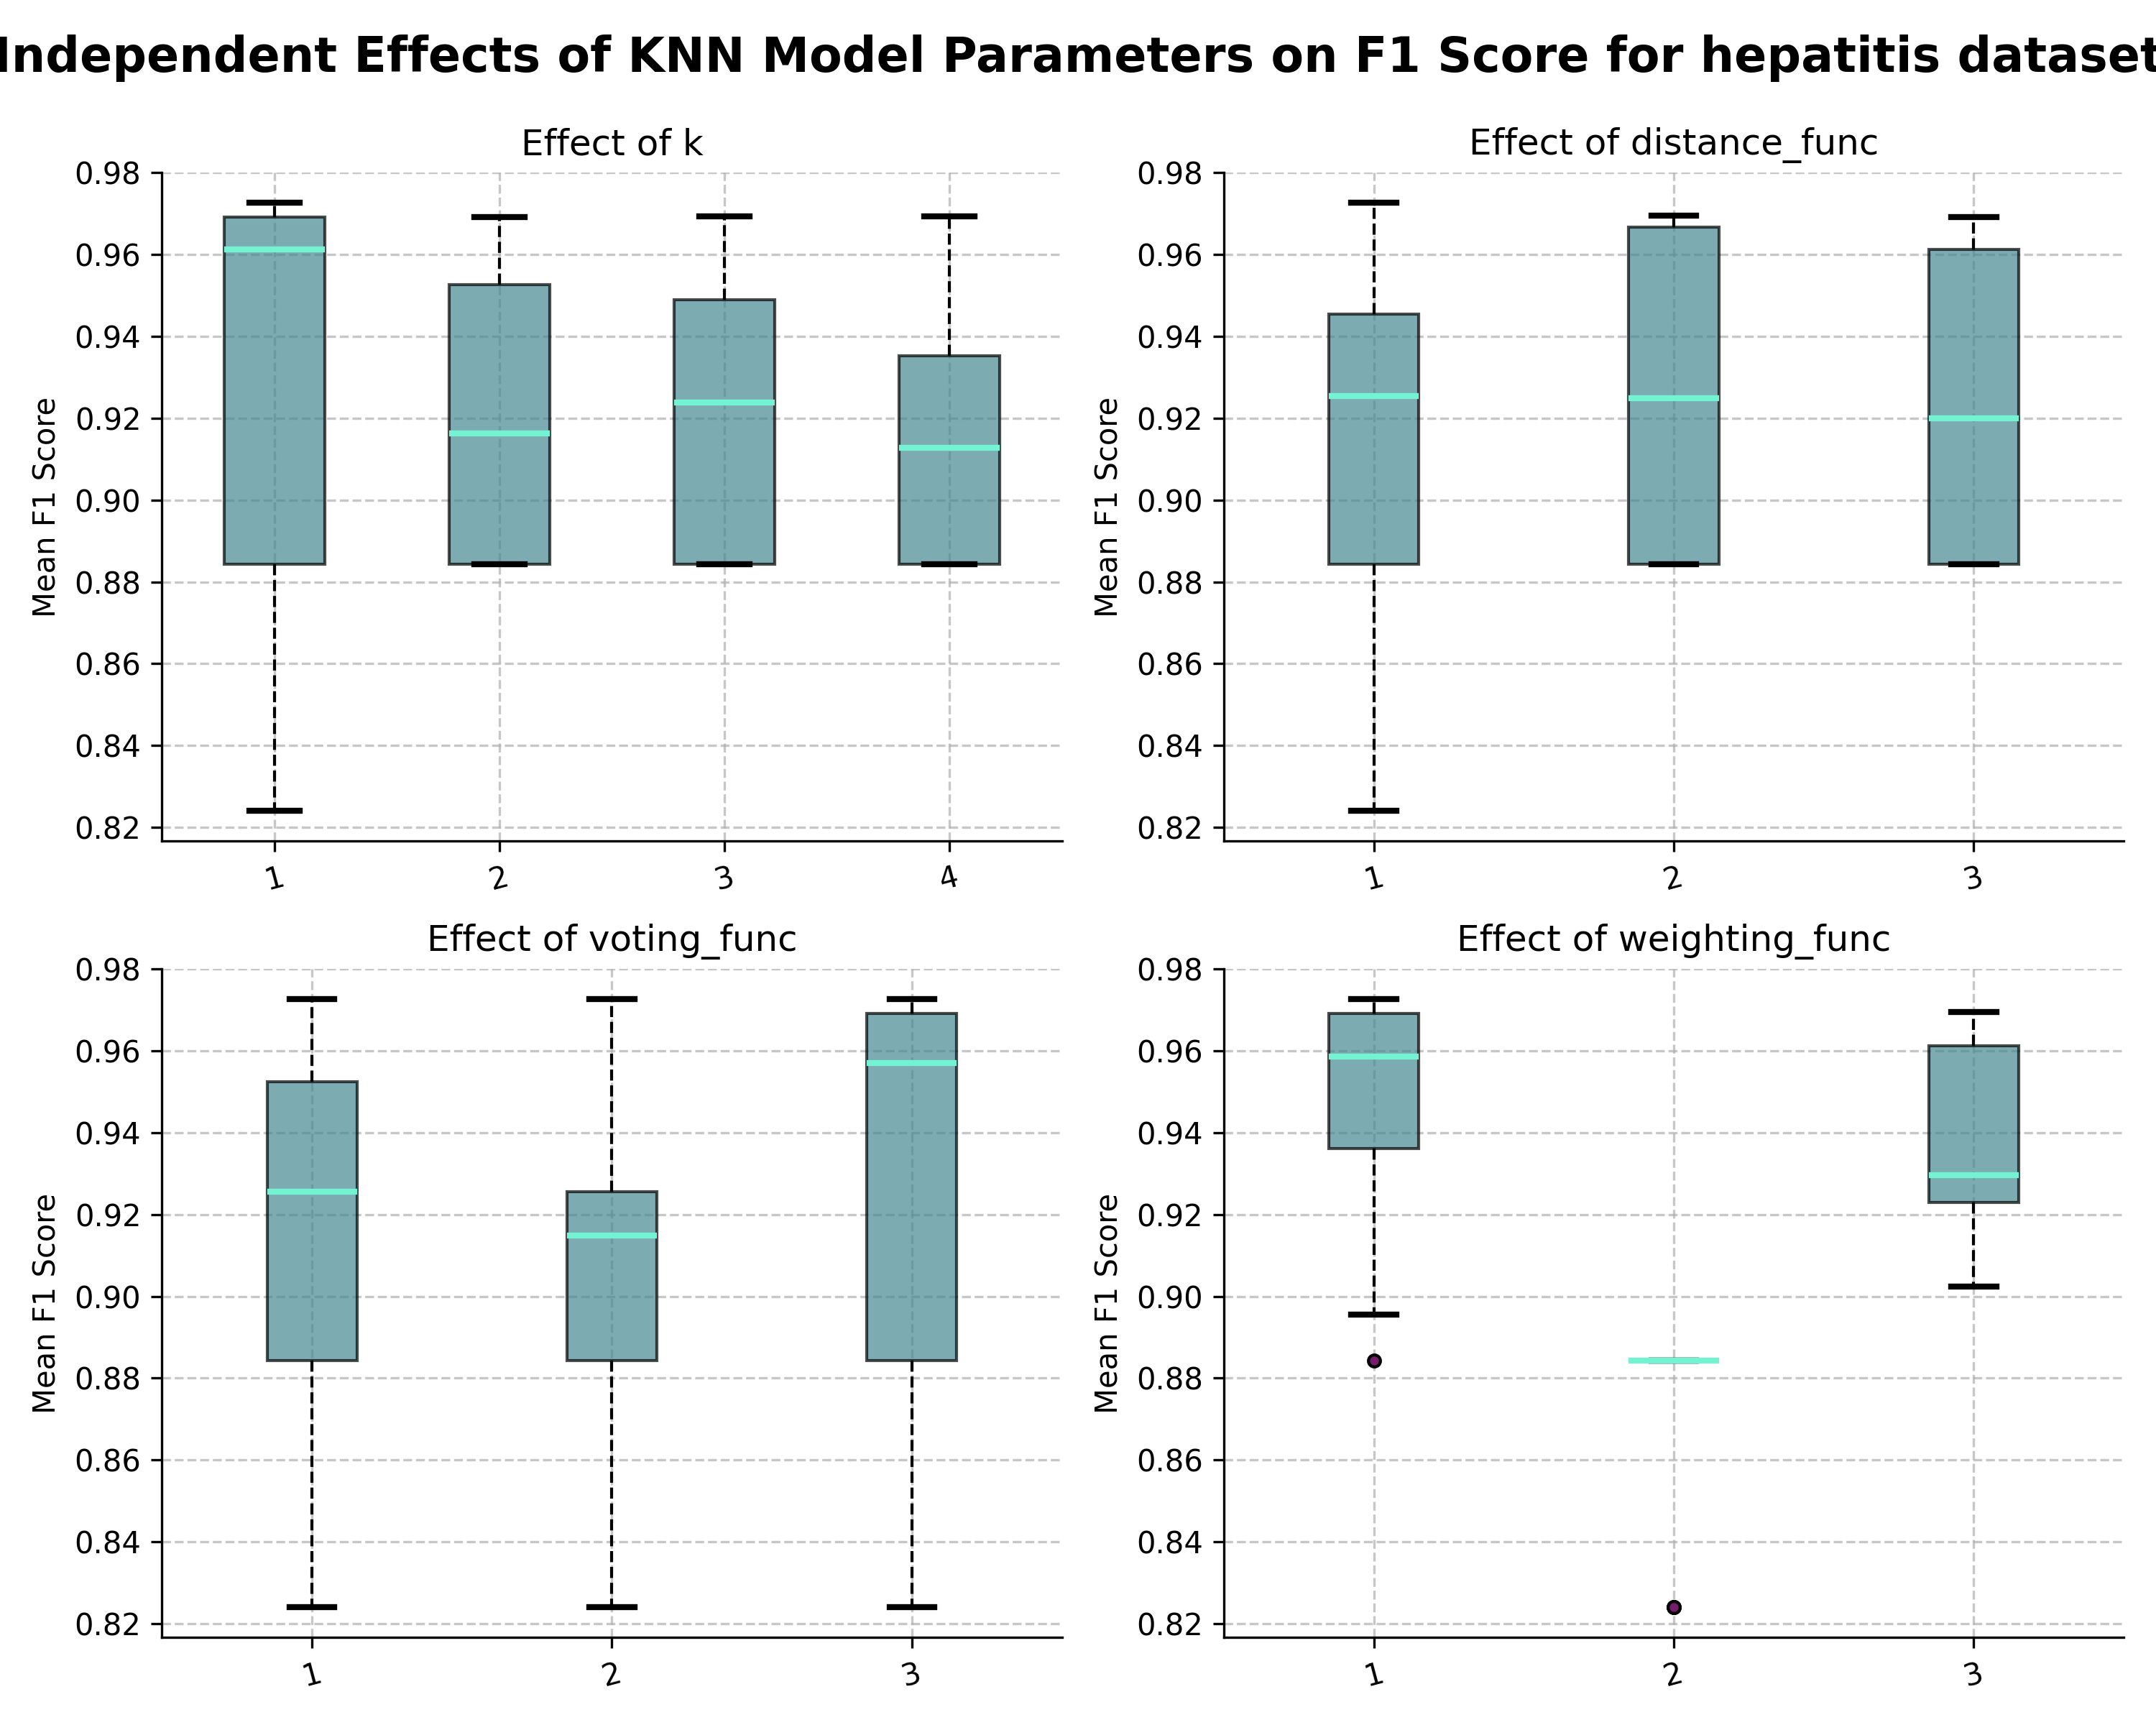 Independent Effects of KNN Model Parameters on F1 Score for hepatitis dataset
Effect of k
0.98
0.96
0.94
0.92
0.90
0.88
0.86
0.84
0.82
Mean F1 Score
1 2 3 4
Effect of distance_func
0.98
0.96
0.94
0.92
0.90
0.88
0.86
0.84
0.82
Mean F1 Score
1 2 3
Effect of voting_func
0.98
0.96
0.94
0.92
0.90
0.88
0.86
0.84
0.82
Mean F1 Score
1 2 3
Effect of weighting_func
0.98
0.96
0.94
0.92
0.90
0.88
0.86
0.84
0.82
Mean F1 Score
1 2 3